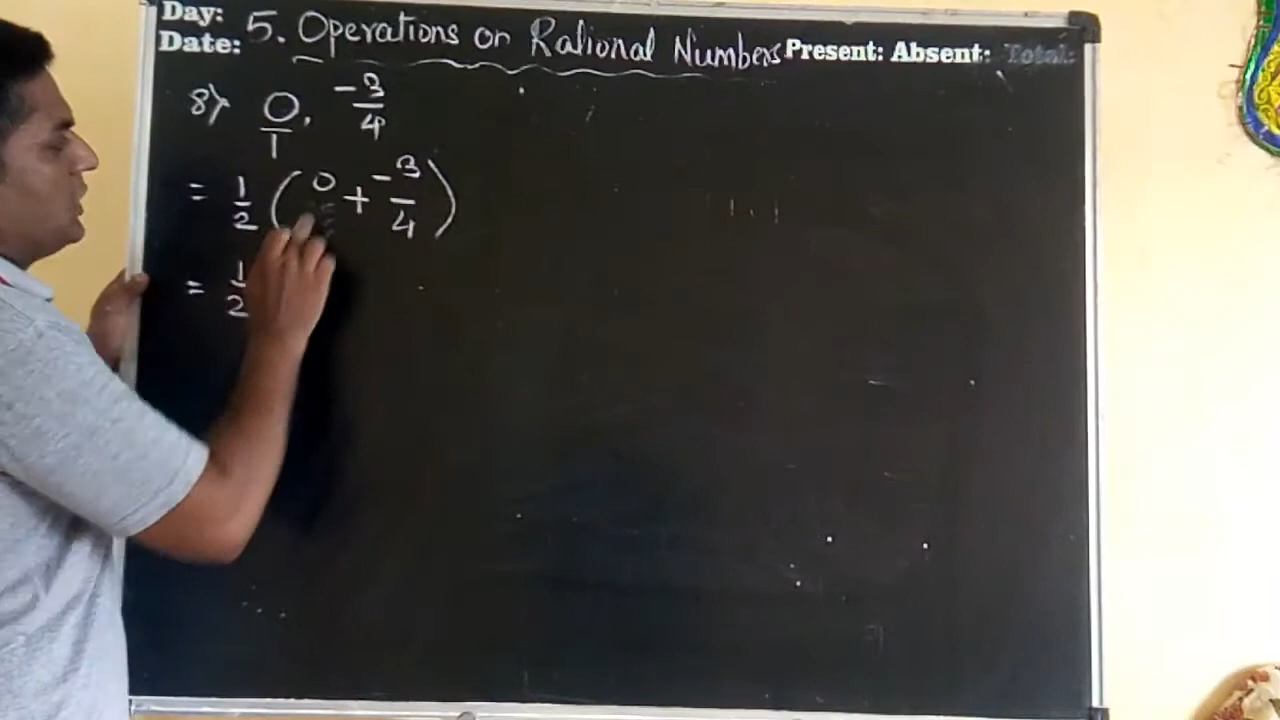 Day:
Date: 5. Operations on Rational Numbers Present: Absent: Total:
8) 0/1, -3/4
= 1/2 ( 0 + -3/4 )
= 1/2